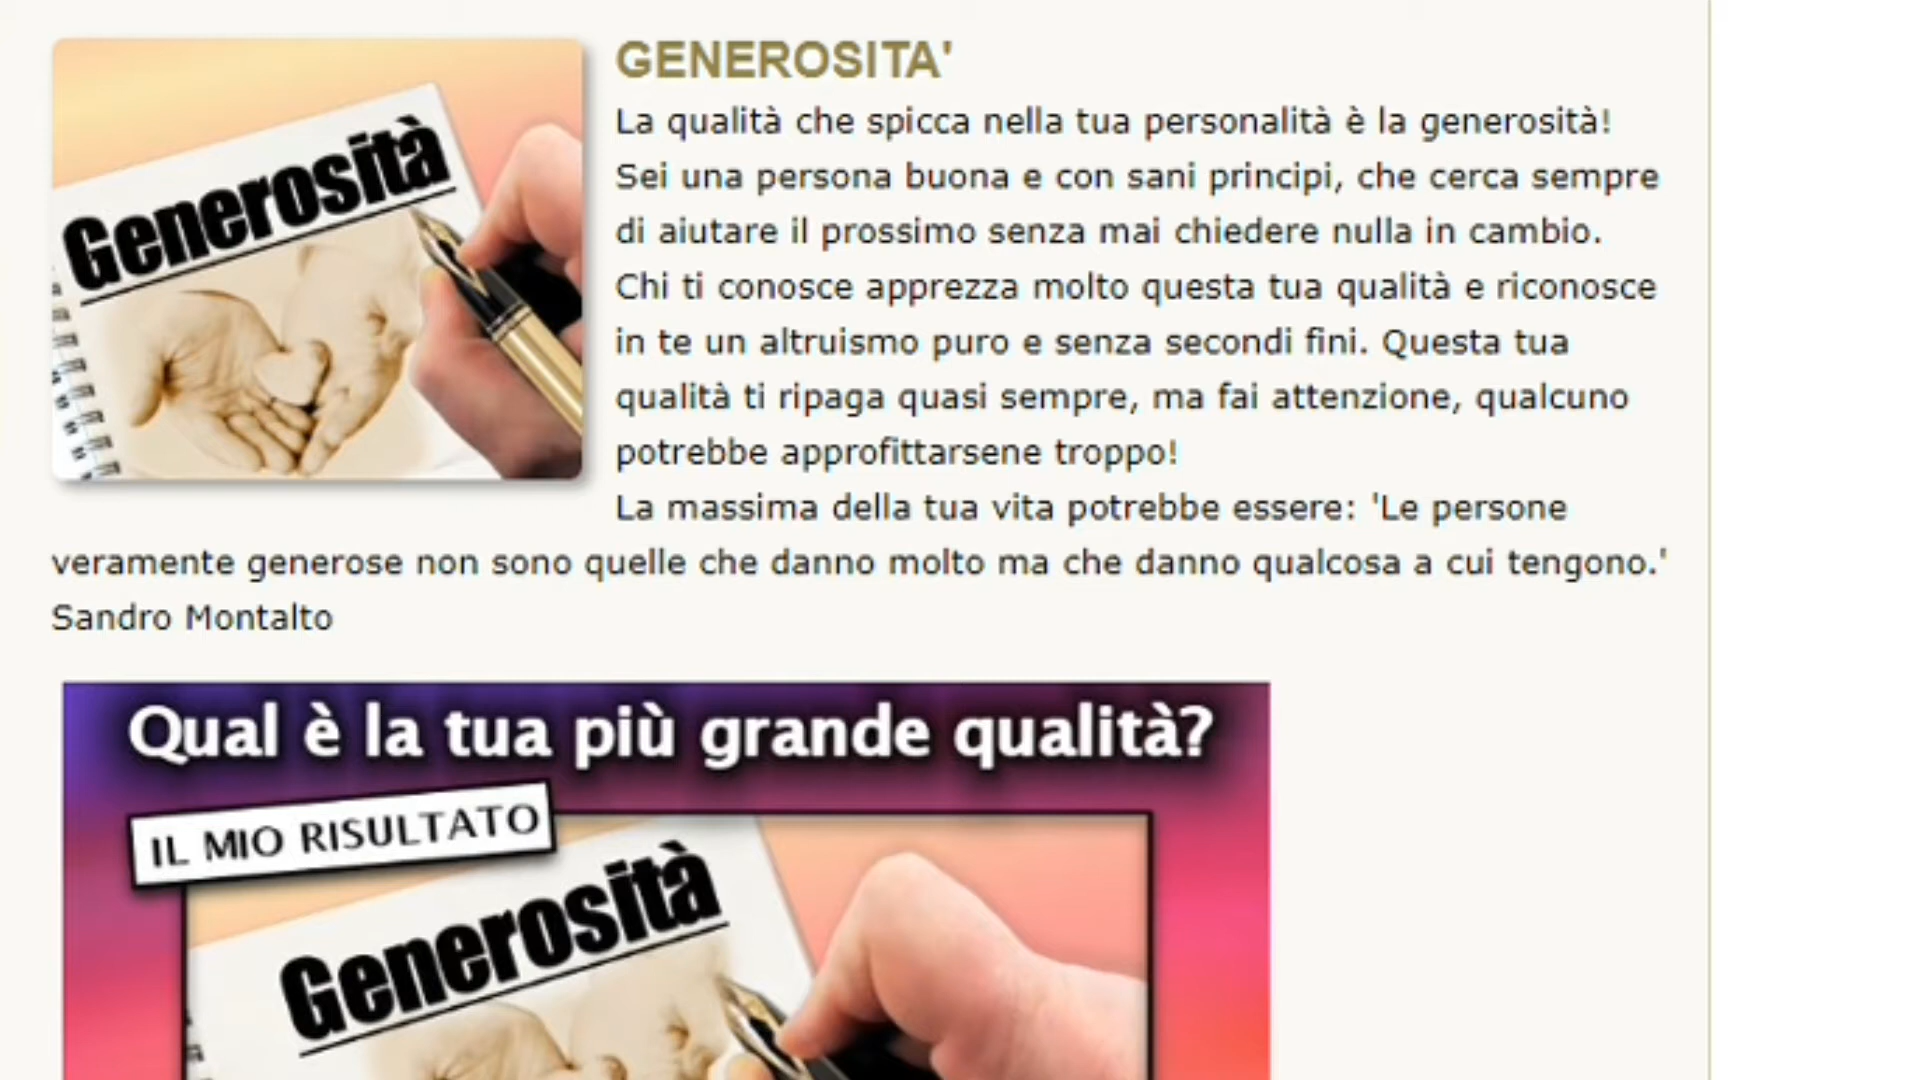 Generosità
GENEROSITA'
La qualità che spicca nella tua personalità è la generosità!
Sei una persona buona e con sani principi, che cerca sempre
di aiutare il prossimo senza mai chiedere nulla in cambio.
Chi ti conosce apprezza molto questa tua qualità e riconosce
in te un altruismo puro e senza secondi fini. Questa tua
qualità ti ripaga quasi sempre, ma fai attenzione, qualcuno
potrebbe approfittarsene troppo!
La massima della tua vita potrebbe essere: 'Le persone
veramente generose non sono quelle che danno molto ma che danno qualcosa a cui tengono.'
Sandro Montalto
Qual è la tua più grande qualità?
IL MIO RISULTATO
Generosità